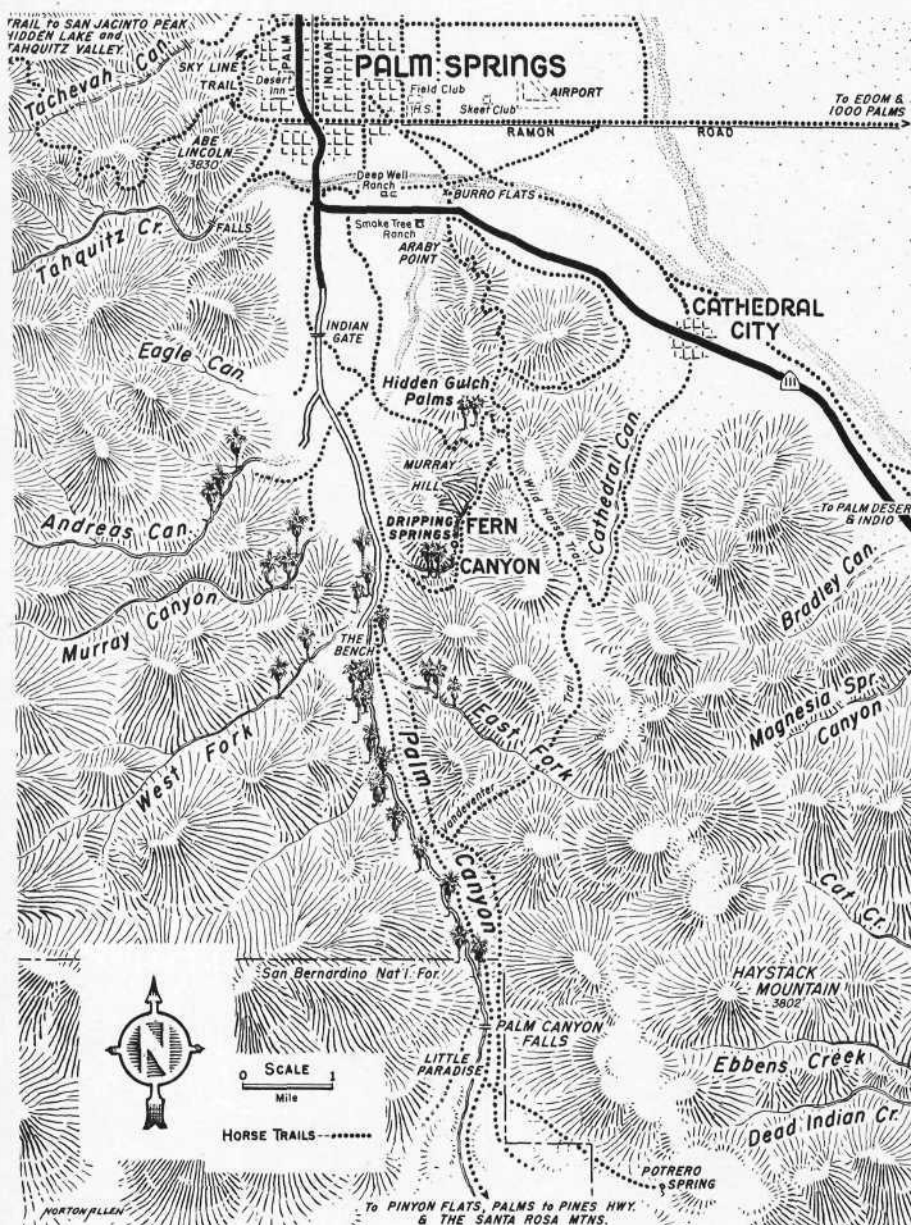 TRAIL to SAN JACINTO PEAK
HIDDEN LAKE and
TAHQUITZ VALLEY.
Tachevah Can.
SKY LINE
TRAIL
Desert
Inn
PALM
INDIAN
PALM SPRINGS
Field Club
H.S.
Skeet Club
AIRPORT
To EDOM &
1000 PALMS
RAMON ROAD
ABE
LINCOLN
3830
Deep Well
Ranch
BURRO FLATS
FALLS
Tahquitz Cr.
Smoke Tree
Ranch
ARABY
POINT
CATHEDRAL
CITY
INDIAN
GATE
Eagle Can.
111
Hidden Gulch
Palms
MURRAY
HILL
Wild Horse Trail
Cathedral Can.
To PALM DESER
& INDIO
DRIPPING
SPRINGS
FERN
CANYON
Andreas Can.
Bradley Can.
Murray Canyon
THE
BENCH
Magnesia Spr.
Canyon
East Fork
Trail
West Fork
Palm
Vandeventer
Canyon
Cat Cr.
San Bernardino Nat'l. For.
HAYSTACK
MOUNTAIN
3802
N
PALM CANYON
FALLS
LITTLE
PARADISE
Ebbens Creek
SCALE
0 1
Mile
Dead Indian Cr.
HORSE TRAILS
POTRERO
SPRING
NORTON ALLEN
To PINYON FLATS, PALMS to PINES HWY.
& THE SANTA ROSA MTNS.